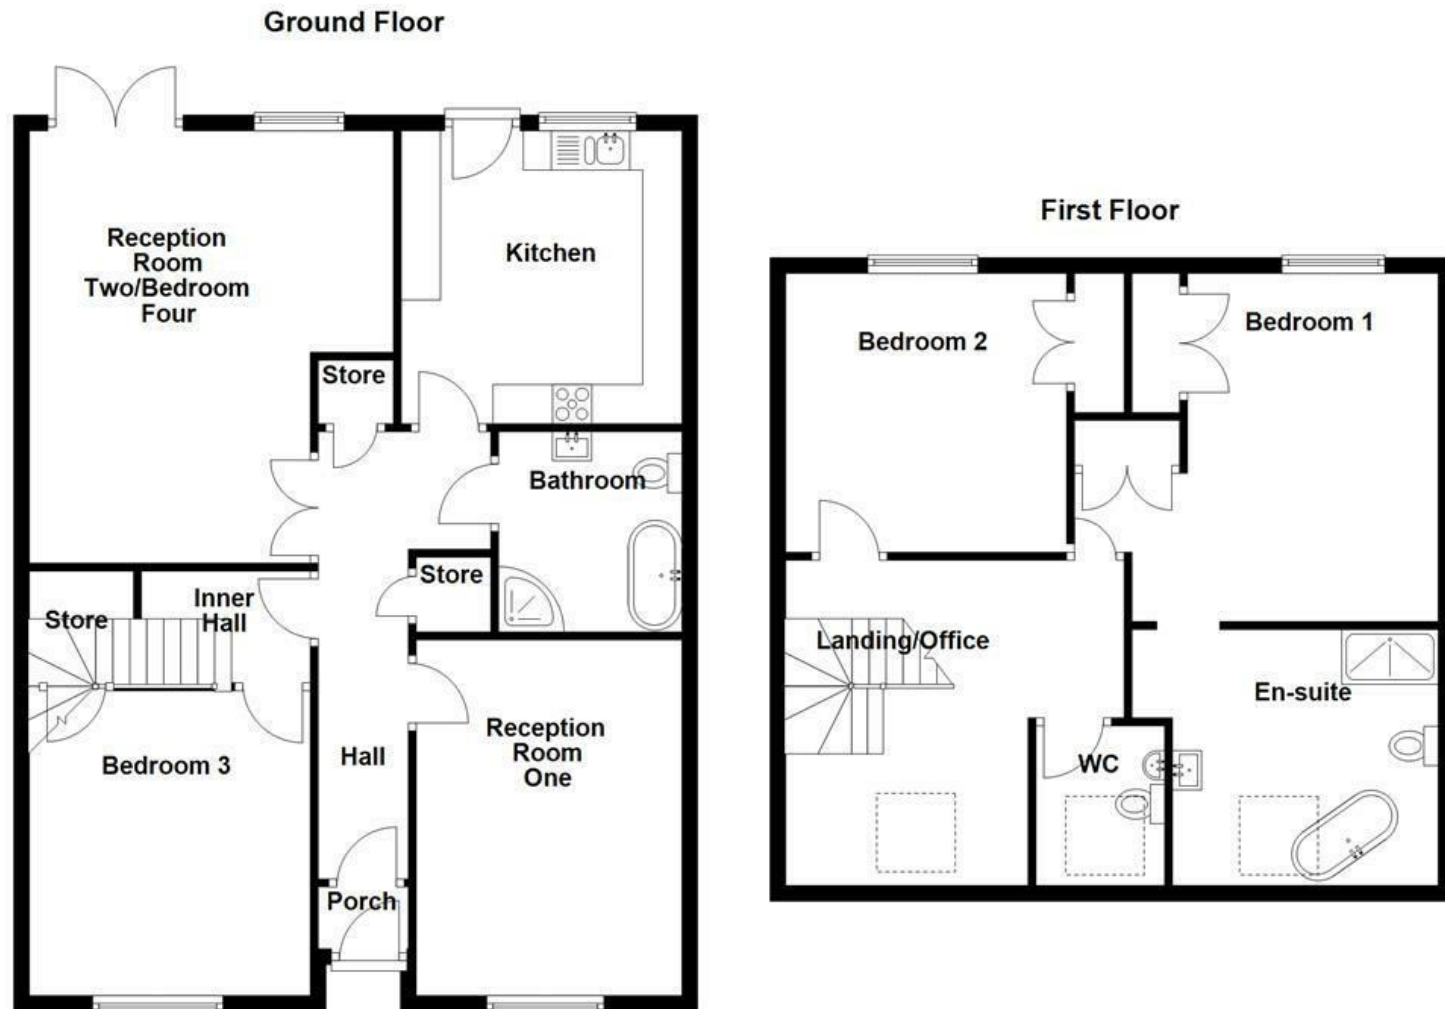 Ground Floor
Reception
Room
Two/Bedroom
Four
Kitchen
Store
Bathroom
Store
Inner
Hall
Store
Bedroom 3
Hall
Reception
Room
One
Porch
First Floor
Bedroom 2
Bedroom 1
Landing/Office
En-suite
WC